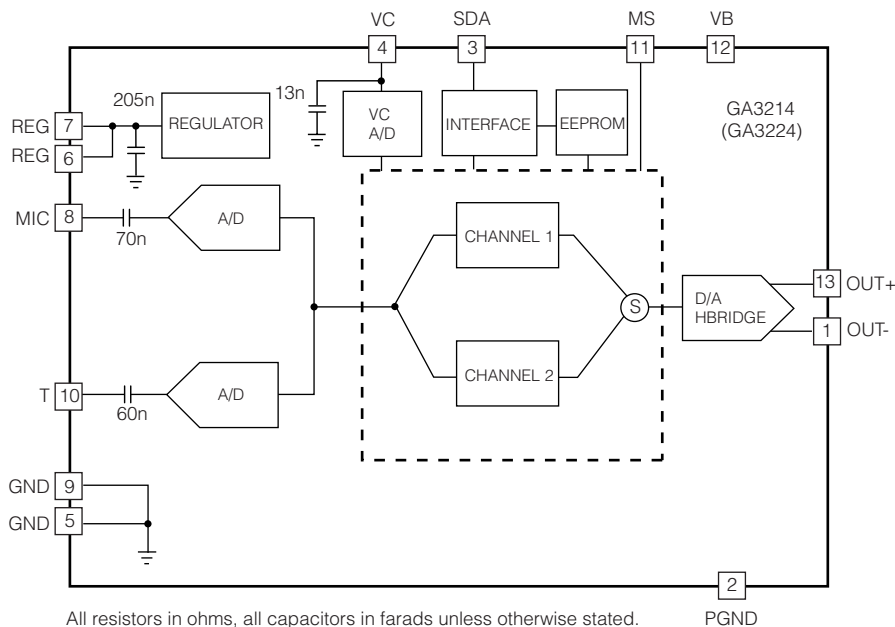 VC
SDA
MS
VB
4
3
11
12
205n
13n
REG
7
REGULATOR
VC
A/D
INTERFACE
EEPROM
GA3214
(GA3224)
REG
6
MIC
8
70n
A/D
CHANNEL 1
S
D/A
HBRIDGE
13
OUT+
1
OUT-
CHANNEL 2
T
10
60n
A/D
GND
9
GND
5
2
PGND
All resistors in ohms, all capacitors in farads unless otherwise stated.